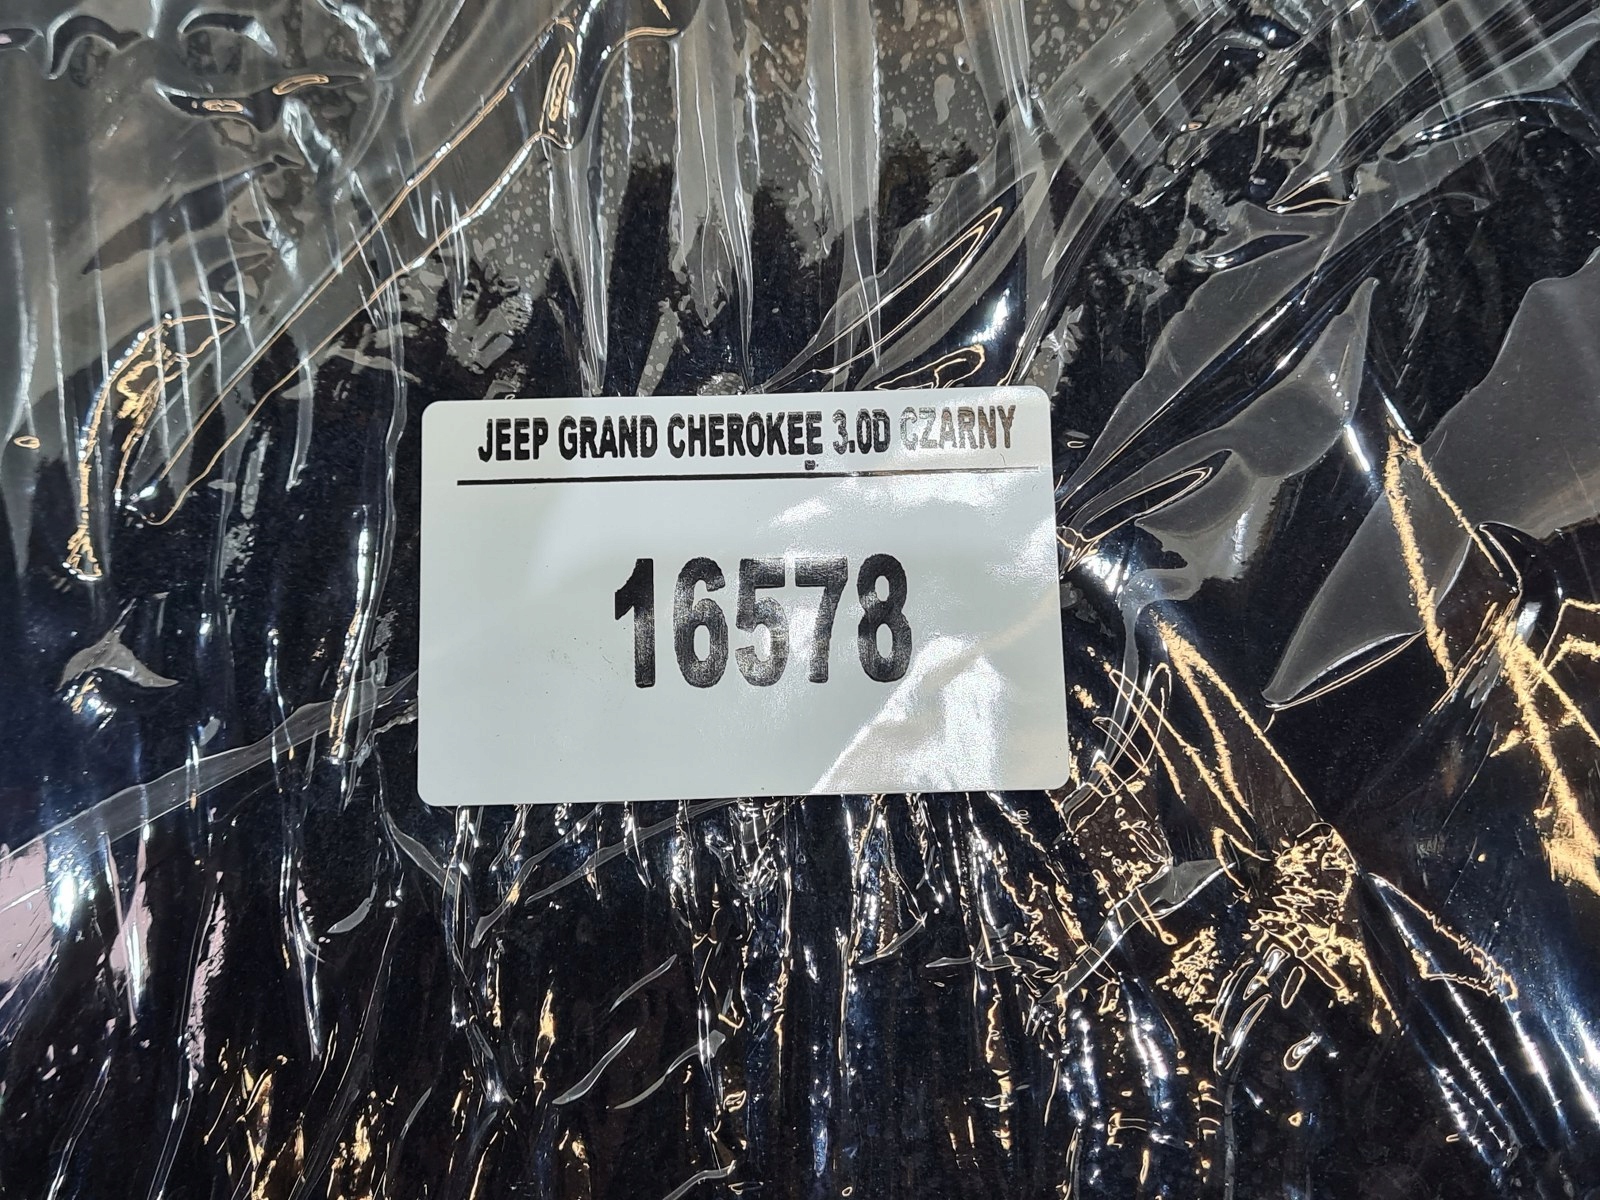 JEEP GRAND CHEROKEE 3.0D CZARNY
16578